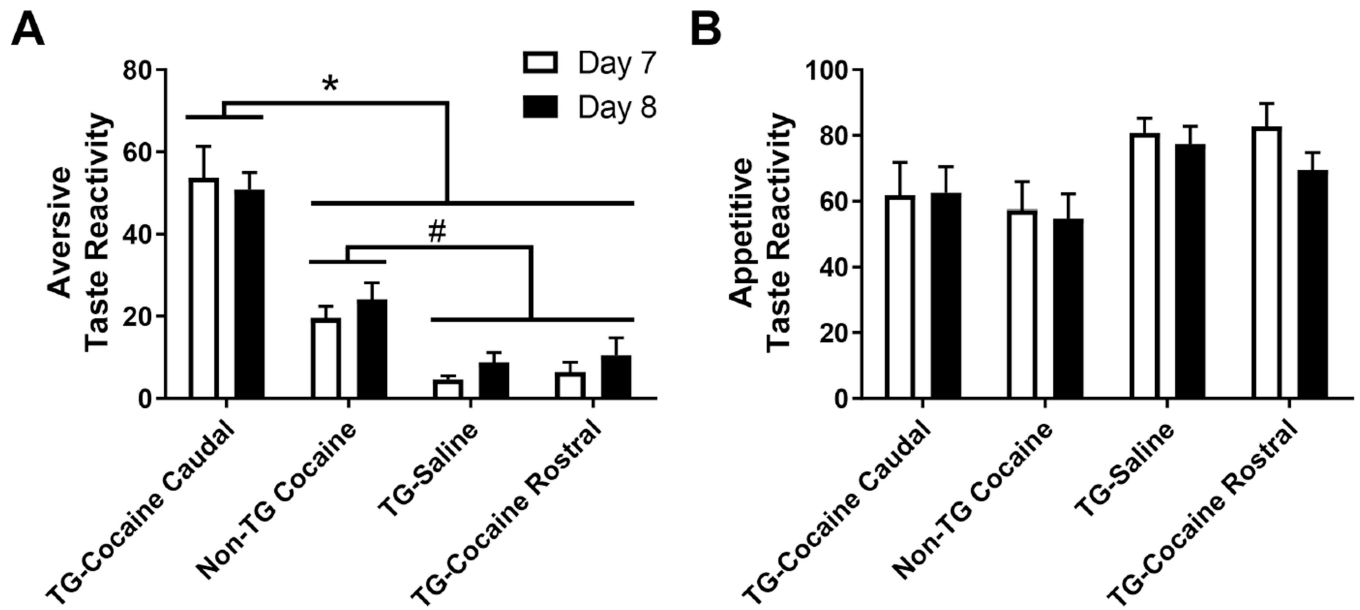 A
Aversive
Taste Reactivity
80
60
40
20
0
*
#
Day 7
Day 8
TG-Cocaine Caudal
Non-TG Cocaine
TG-Saline
TG-Cocaine Rostral
B
Appetitive
Taste Reactivity
100
80
60
40
20
0
TG-Cocaine Caudal
Non-TG Cocaine
TG-Saline
TG-Cocaine Rostral